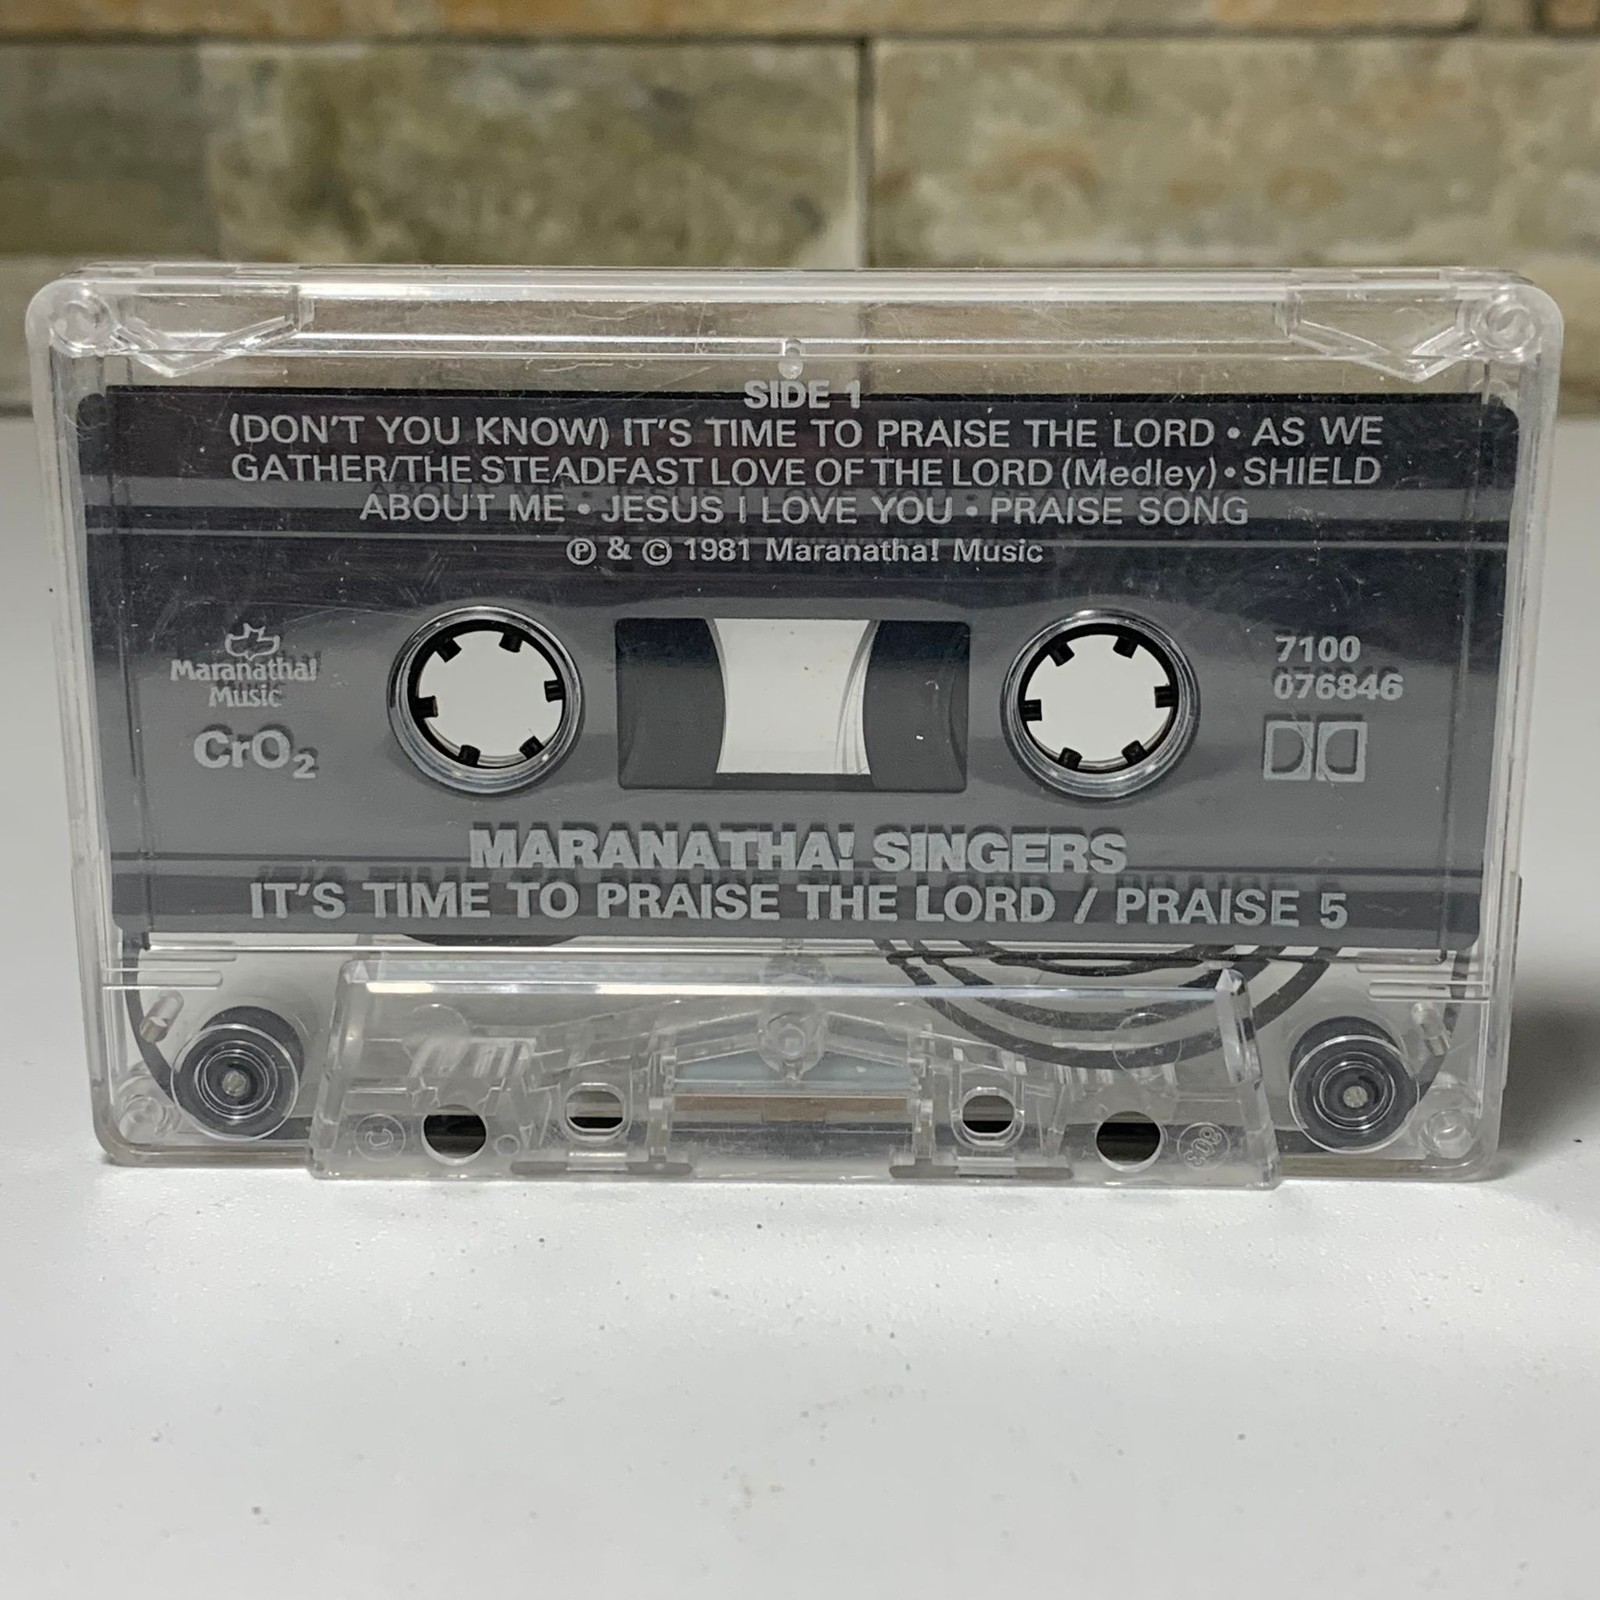 SIDE 1
(DON'T YOU KNOW) IT'S TIME TO PRAISE THE LORD • AS WE
GATHER/THE STEADFAST LOVE OF THE LORD (Medley) • SHIELD
ABOUT ME • JESUS I LOVE YOU • PRAISE SONG
℗ & © 1981 Maranatha! Music
Maranatha!
Music
CrO₂
7100
076846
MARANATHA! SINGERS
IT'S TIME TO PRAISE THE LORD / PRAISE 5
C